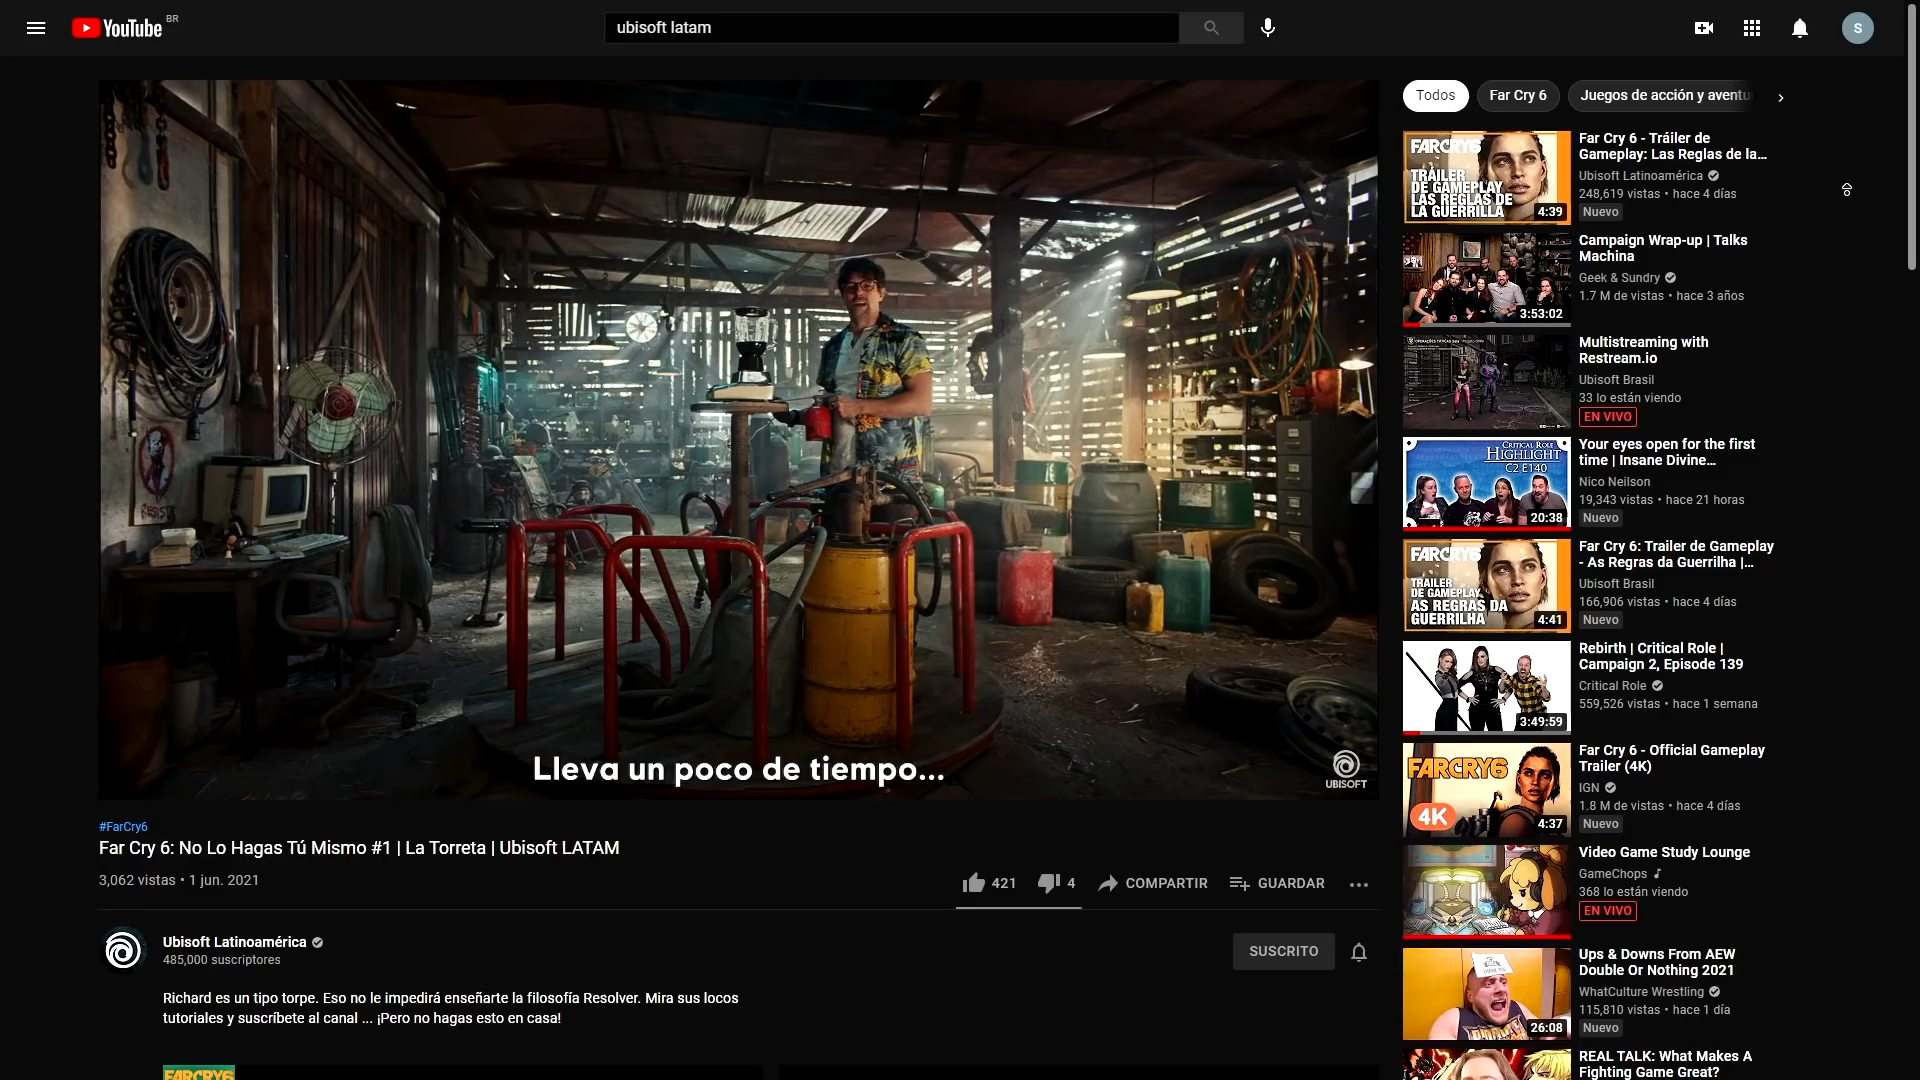 YouTube BR
ubisoft latam
S
Todos
Far Cry 6
Juegos de acción y aventu
RESIST
Lleva un poco de tiempo...
UBISOFT
#FarCry6
Far Cry 6: No Lo Hagas Tú Mismo #1 | La Torreta | Ubisoft LATAM
3,062 vistas • 1 jun. 2021
421
4
COMPARTIR
GUARDAR
Ubisoft Latinoamérica
485,000 suscriptores
SUSCRITO
Richard es un tipo torpe. Eso no le impedirá enseñarte la filosofía Resolver. Mira sus locos
tutoriales y suscríbete al canal ... ¡Pero no hagas esto en casa!
FARCRY6
FARCRY6
TRÁILER
DE GAMEPLAY
LAS REGLAS DE
LA GUERRILLA
4:39
Far Cry 6 - Tráiler de
Gameplay: Las Reglas de la...
Ubisoft Latinoamérica
248,619 vistas • hace 4 días
Nuevo
3:53:02
Campaign Wrap-up | Talks
Machina
Geek & Sundry
1.7 M de vistas • hace 3 años
Multistreaming with
Restream.io
Ubisoft Brasil
33 lo están viendo
EN VIVO
CRITICAL ROLE
HIGHLIGHT
C2 E140
20:38
Your eyes open for the first
time | Insane Divine...
Nico Neilson
19,343 vistas • hace 21 horas
Nuevo
FARCRY6
TRAILER
DE GAMEPLAY
AS REGRAS DA
GUERRILHA
4:41
Far Cry 6: Trailer de Gameplay
- As Regras da Guerrilha |...
Ubisoft Brasil
166,906 vistas • hace 4 días
Nuevo
3:49:59
Rebirth | Critical Role |
Campaign 2, Episode 139
Critical Role
559,526 vistas • hace 1 semana
FARCRY6
4K
4:37
Far Cry 6 - Official Gameplay
Trailer (4K)
IGN
1.8 M de vistas • hace 4 días
Nuevo
Video Game Study Lounge
GameChops
368 lo están viendo
EN VIVO
26:08
Ups & Downs From AEW
Double Or Nothing 2021
WhatCulture Wrestling
115,810 vistas • hace 1 día
Nuevo
REAL TALK: What Makes A
Fighting Game Great?